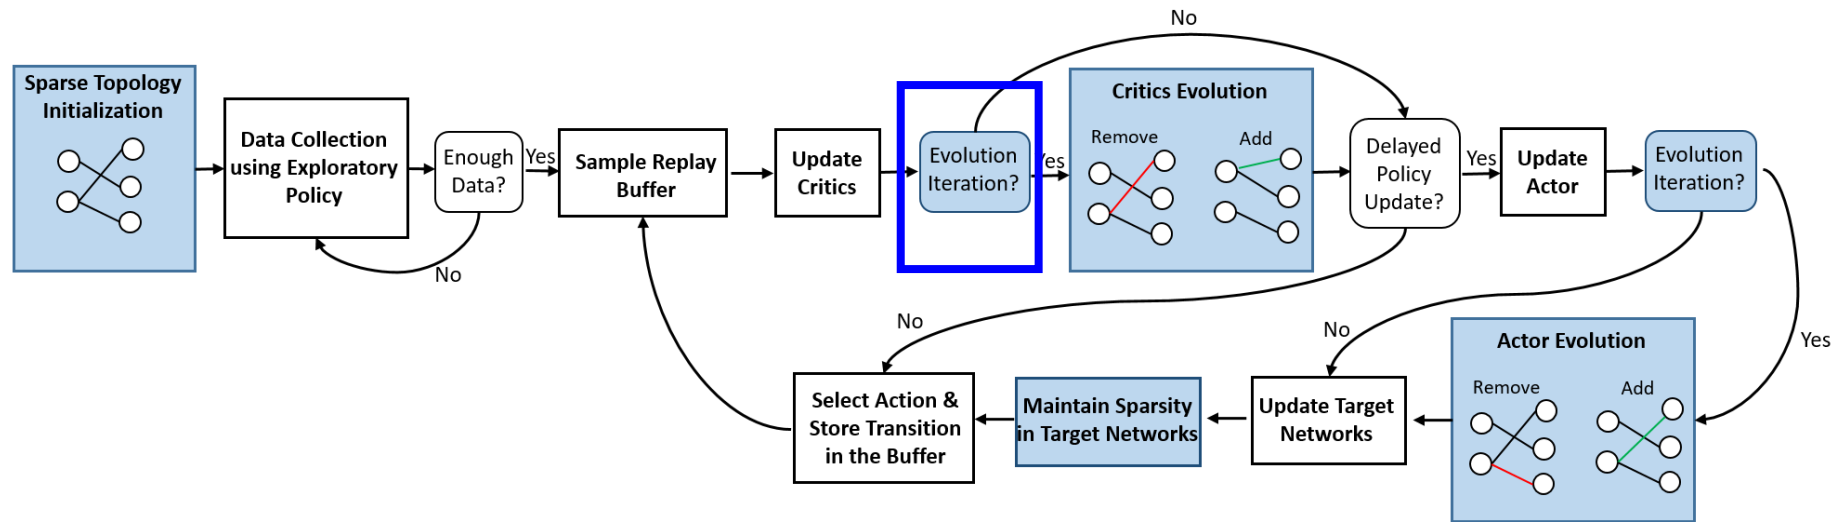 No
Sparse Topology
Initialization
Data Collection
using Exploratory
Policy
Enough
Data?
Yes
No
Sample Replay
Buffer
Update
Critics
Evolution
Iteration?
Yes
Critics Evolution
Remove
Add
Delayed
Policy
Update?
Yes
Update
Actor
Evolution
Iteration?
No
No
Yes
Actor Evolution
Remove
Add
Update Target
Networks
Maintain Sparsity
in Target Networks
Select Action &
Store Transition
in the Buffer